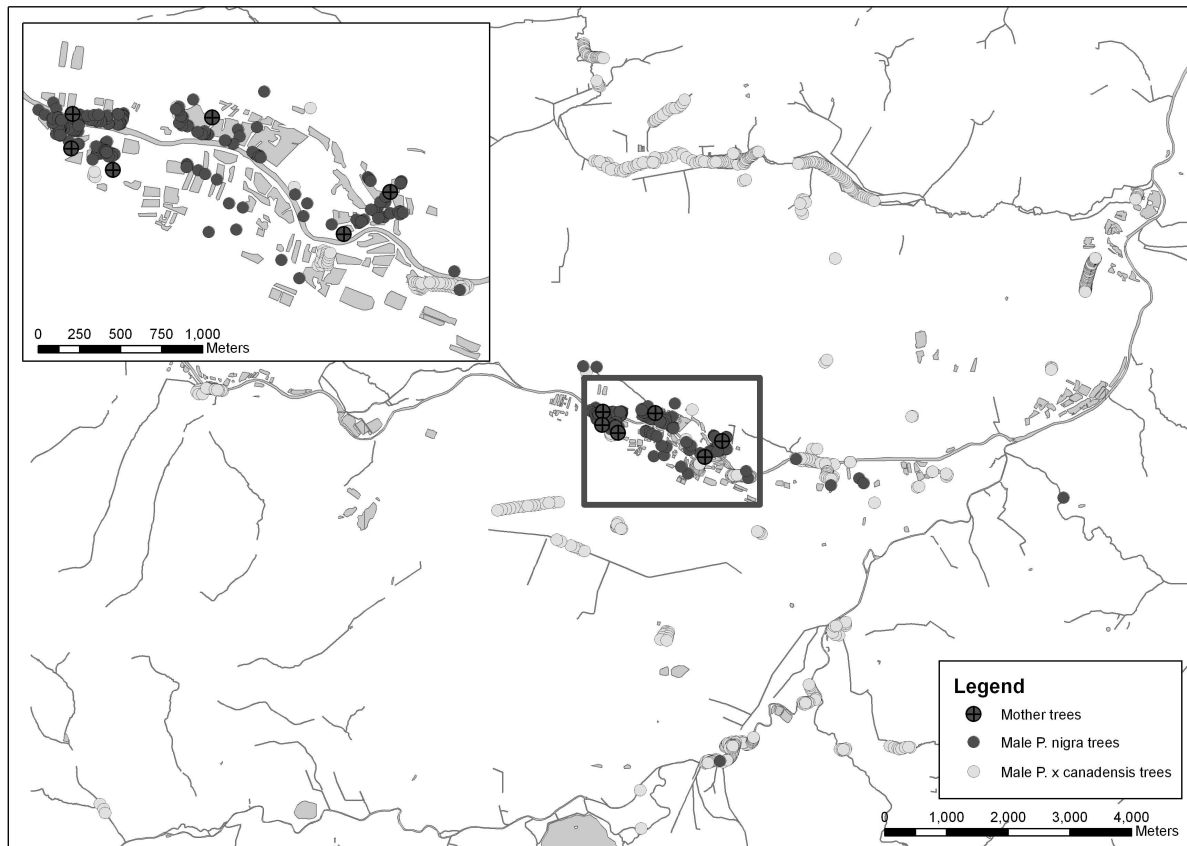 0 250 500 750 1,000
Meters
Legend
Mother trees
Male P. nigra trees
Male P. x canadensis trees
0 1,000 2,000 3,000 4,000
Meters